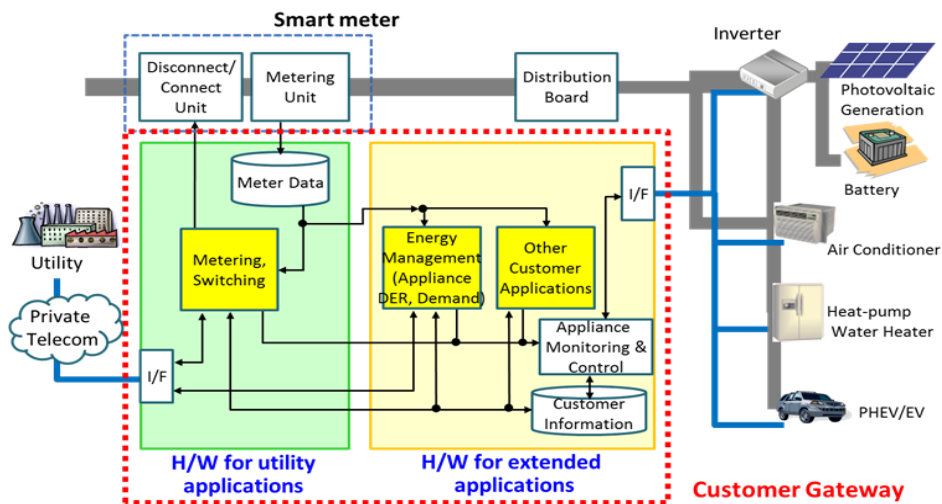 Smart meter
Disconnect/
Connect
Unit
Metering
Unit
Distribution
Board
Inverter
Photovoltaic
Generation
Battery
Meter Data
I/F
Utility
Metering,
Switching
Energy
Management
(Appliance
DER, Demand)
Other
Customer
Applications
Air Conditioner
Private
Telecom
Appliance
Monitoring &
Control
Heat-pump
Water Heater
I/F
Customer
Information
PHEV/EV
H/W for utility
applications
H/W for extended
applications
Customer Gateway